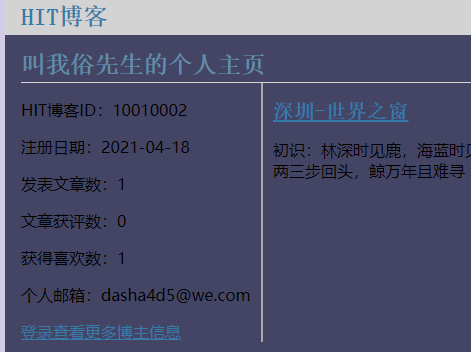 HIT博客
叫我俗先生的个人主页
HIT博客ID：10010002
注册日期：2021-04-18
发表文章数：1
文章获评数：0
获得喜欢数：1
个人邮箱：dasha4d5@we.com
登录查看更多博主信息
深圳-世界之窗
初识：林深时见鹿，海蓝时见
两三步回头，鲸万年且难寻